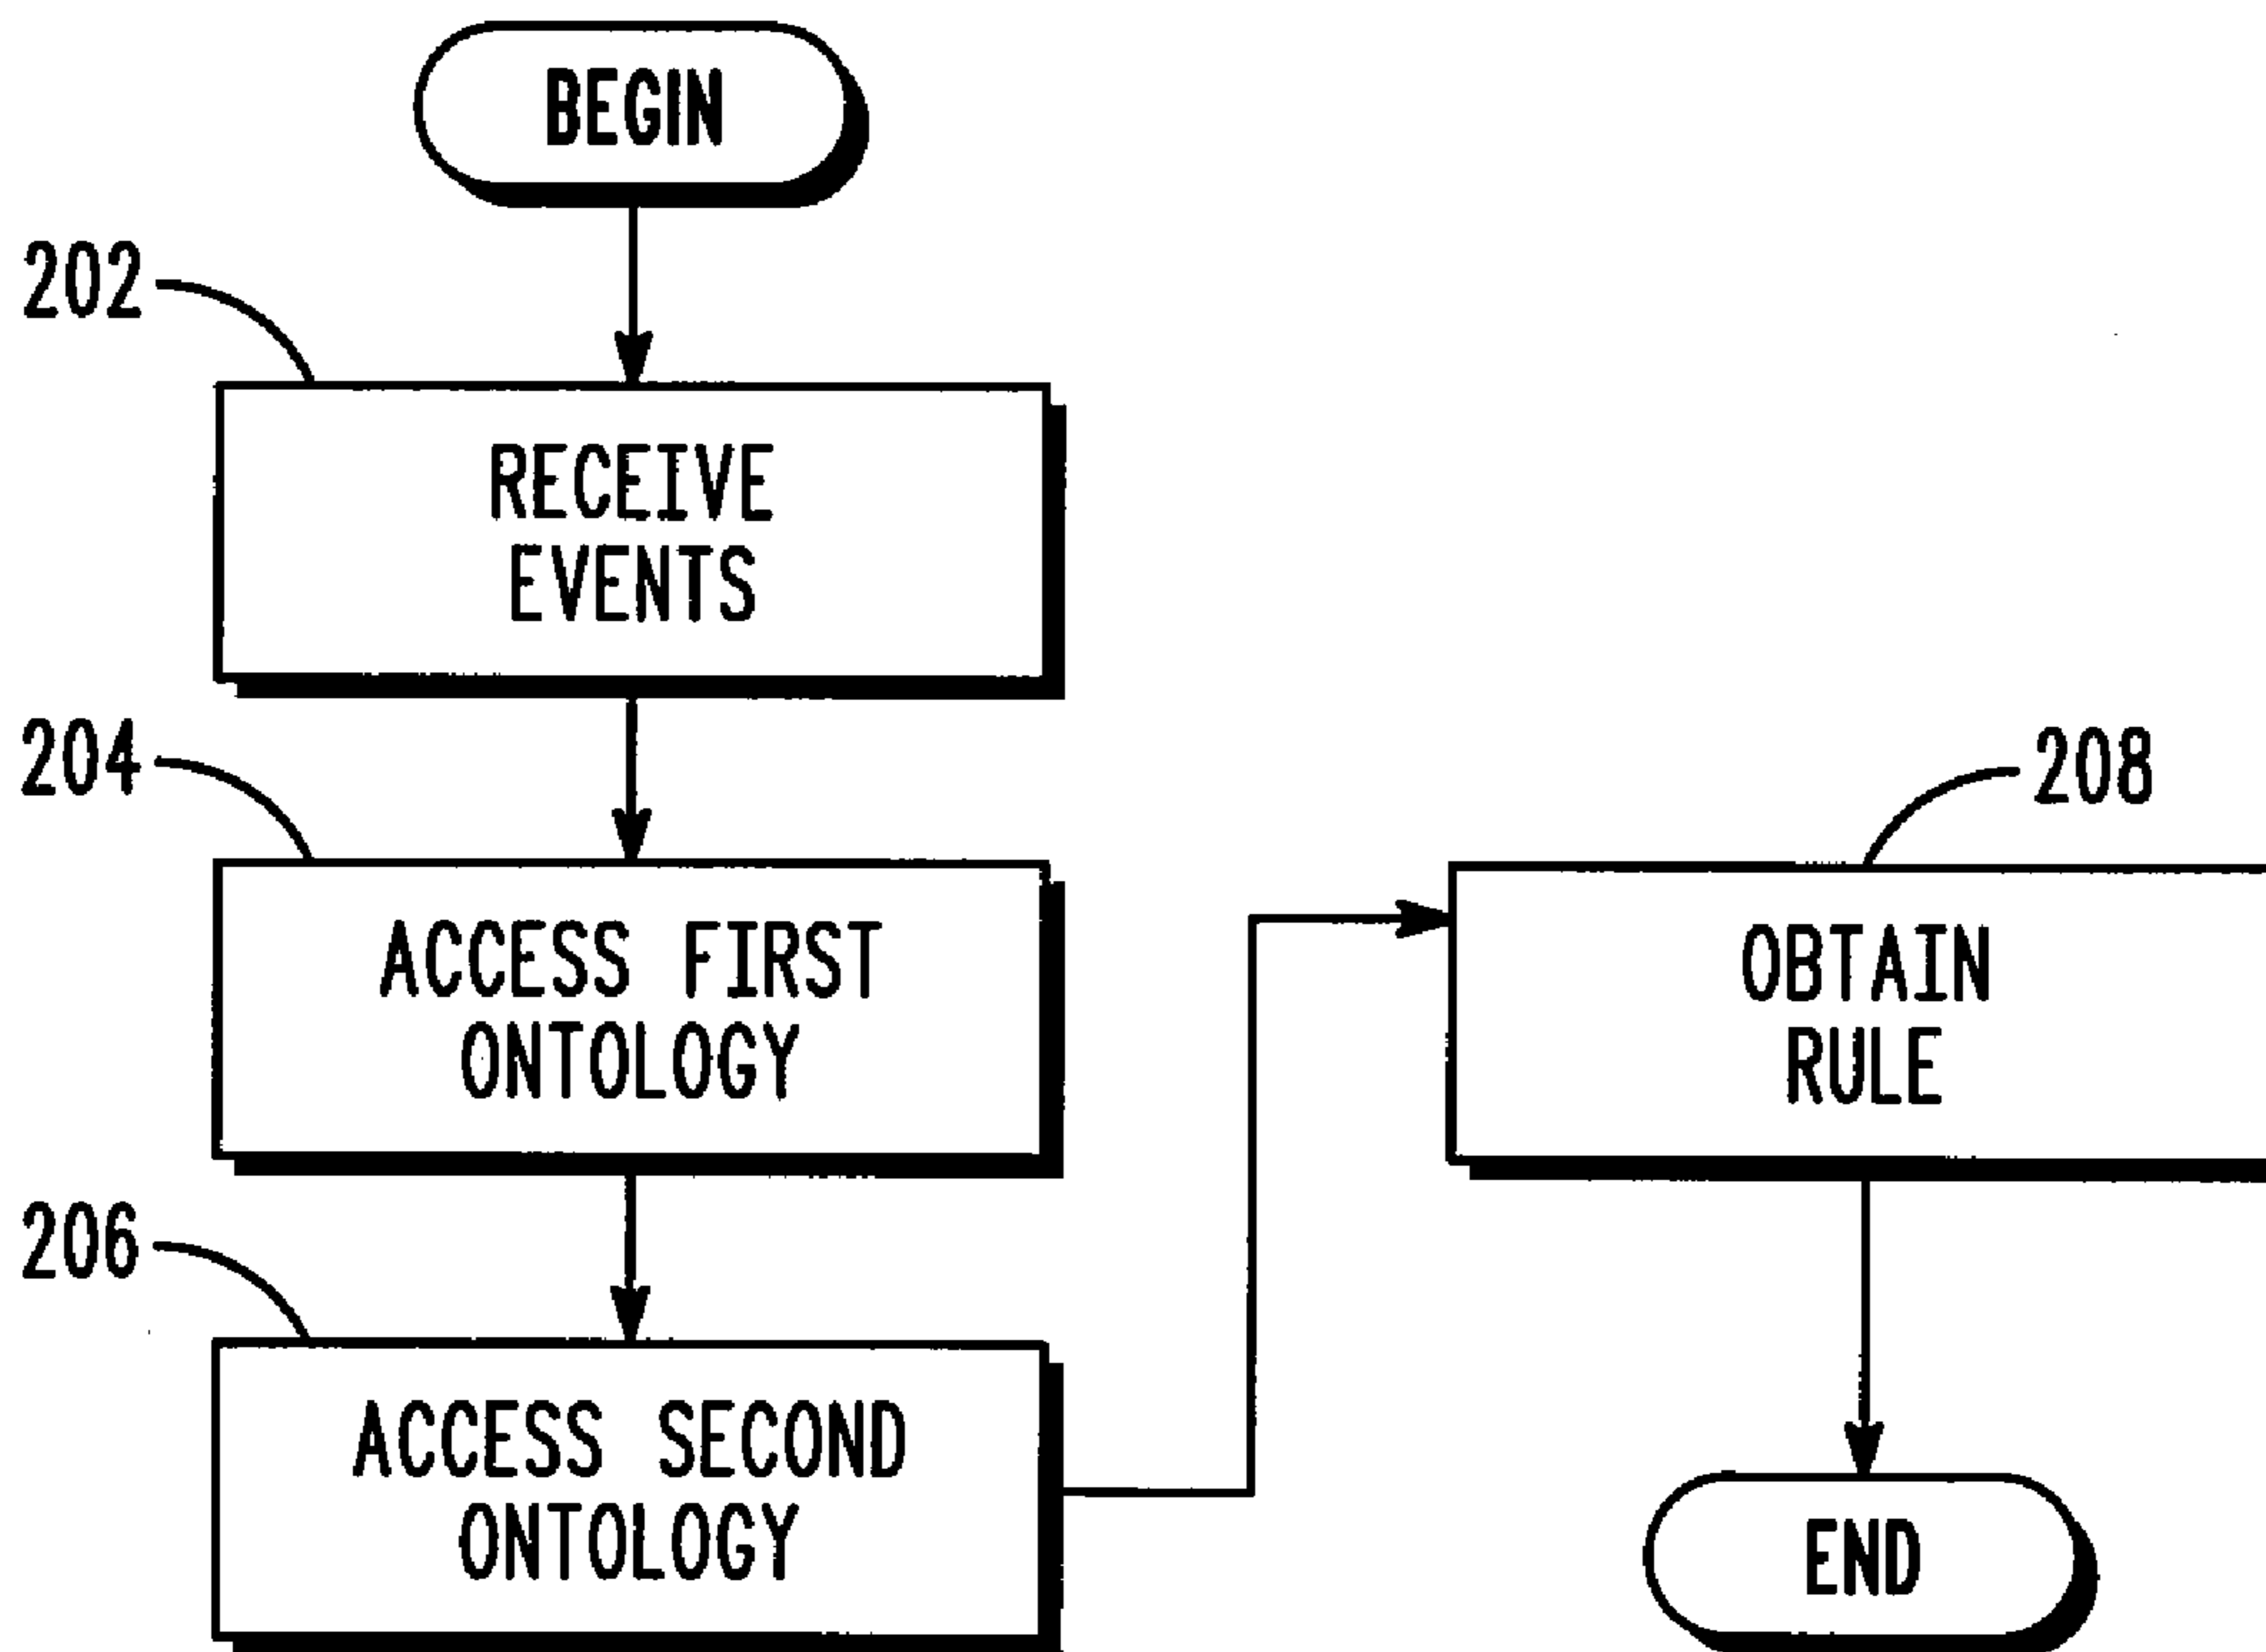 BEGIN
202
RECEIVE
EVENTS
204
ACCESS FIRST
ONTOLOGY
206
ACCESS SECOND
ONTOLOGY
208
OBTAIN
RULE
END